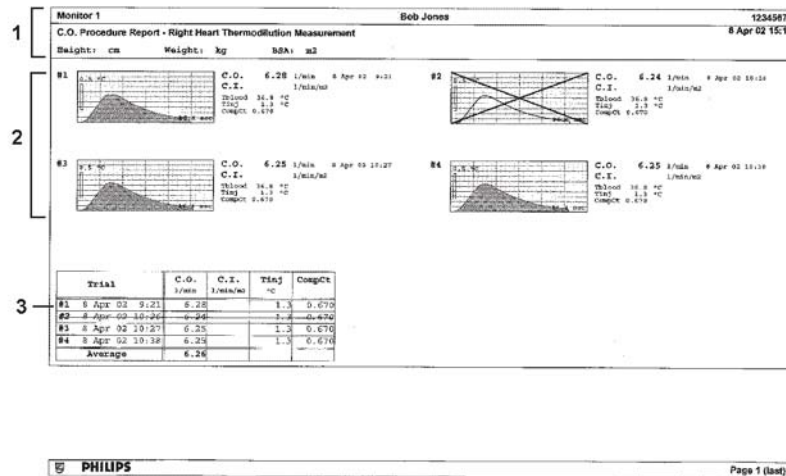 Monitor 1 Bob Jones 1234567
1 C.O. Procedure Report - Right Heart Thermodilution Measurement 8 Apr 02 15:1
Height: cm Weight: kg BSA: m2
2
#1 C.O. 6.28 l/min 8 Apr 02 9:21
C.I. l/min/m2
Tblood 36.8 °C
Tinj 1.3 °C
CompCt 0.670
#2 C.O. 6.24 l/min
C.I. l/min/m2
Tblood 36.8 °C
Tinj 1.3 °C
CompCt 0.670
#3 C.O. 6.25 l/min 8 Apr 02 10:27
C.I. l/min/m2
Tblood 36.8 °C
Tinj 1.3 °C
CompCt 0.670
#4 C.O. 6.25 l/min 8 Apr 02
C.I. l/min/m2
Tblood 36.8 °C
Tinj 1.3 °C
CompCt 0.670
Trial C.O. C.I. Tinj CompCt
l/min l/min/m2 °C
3 #1 8 Apr 02 9:21 6.28 1.3 0.670
#2 8 Apr 02 10:26 6.24 1.3 0.670
#3 8 Apr 02 10:27 6.25 1.3 0.670
#4 8 Apr 02 10:38 6.25 1.3 0.670
Average 6.26
PHILIPS Page 1 (last)